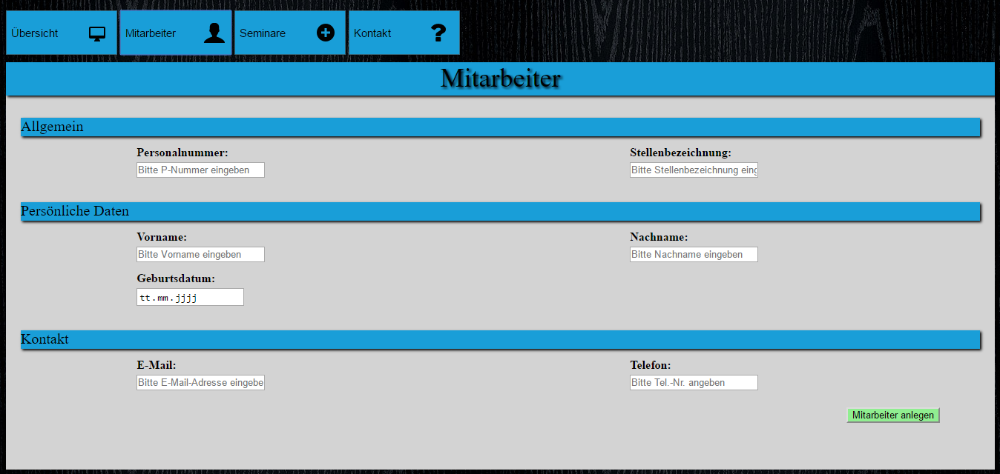 Übersicht Mitarbeiter Seminare Kontakt
Mitarbeiter
Allgemein
Personalnummer: Stellenbezeichnung:
Bitte P-Nummer eingeben Bitte Stellenbezeichnung eing
Persönliche Daten
Vorname: Nachname:
Bitte Vorname eingeben Bitte Nachname eingeben
Geburtsdatum:
tt.mm.jjjj
Kontakt
E-Mail: Telefon:
Bitte E-Mail-Adresse eingebe Bitte Tel.-Nr. angeben
Mitarbeiter anlegen